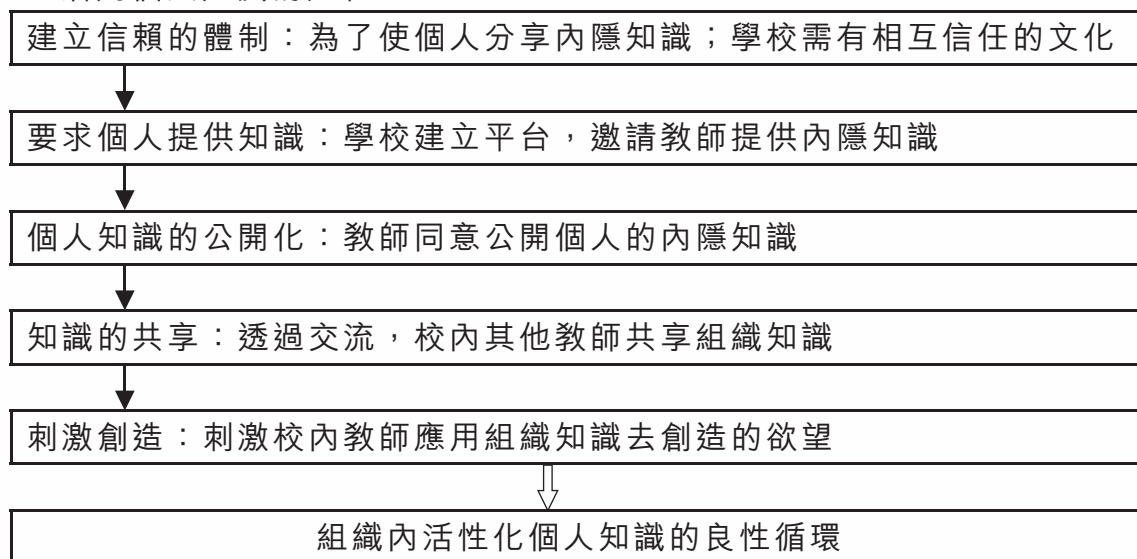 建立信賴的體制：為了使個人分享內隱知識；學校需有相互信任的文化
要求個人提供知識：學校建立平台，邀請教師提供內隱知識
個人知識的公開化：教師同意公開個人的內隱知識
知識的共享：透過交流，校內其他教師共享組織知識
刺激創造：刺激校內教師應用組織知識去創造的欲望
組織內活性化個人知識的良性循環